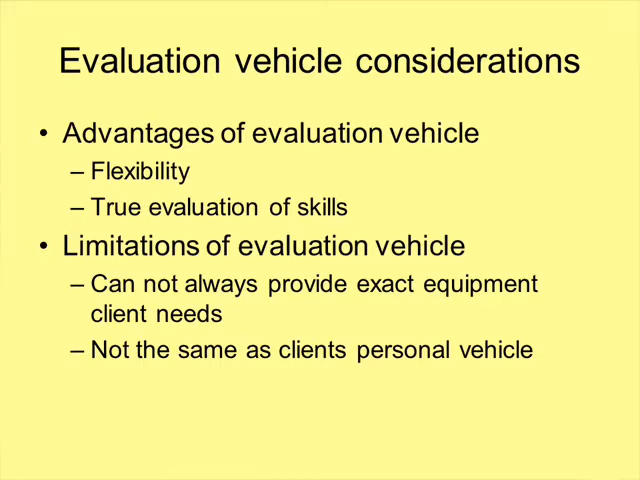 Evaluation vehicle considerations
• Advantages of evaluation vehicle
– Flexibility
– True evaluation of skills
• Limitations of evaluation vehicle
– Can not always provide exact equipment
client needs
– Not the same as clients personal vehicle